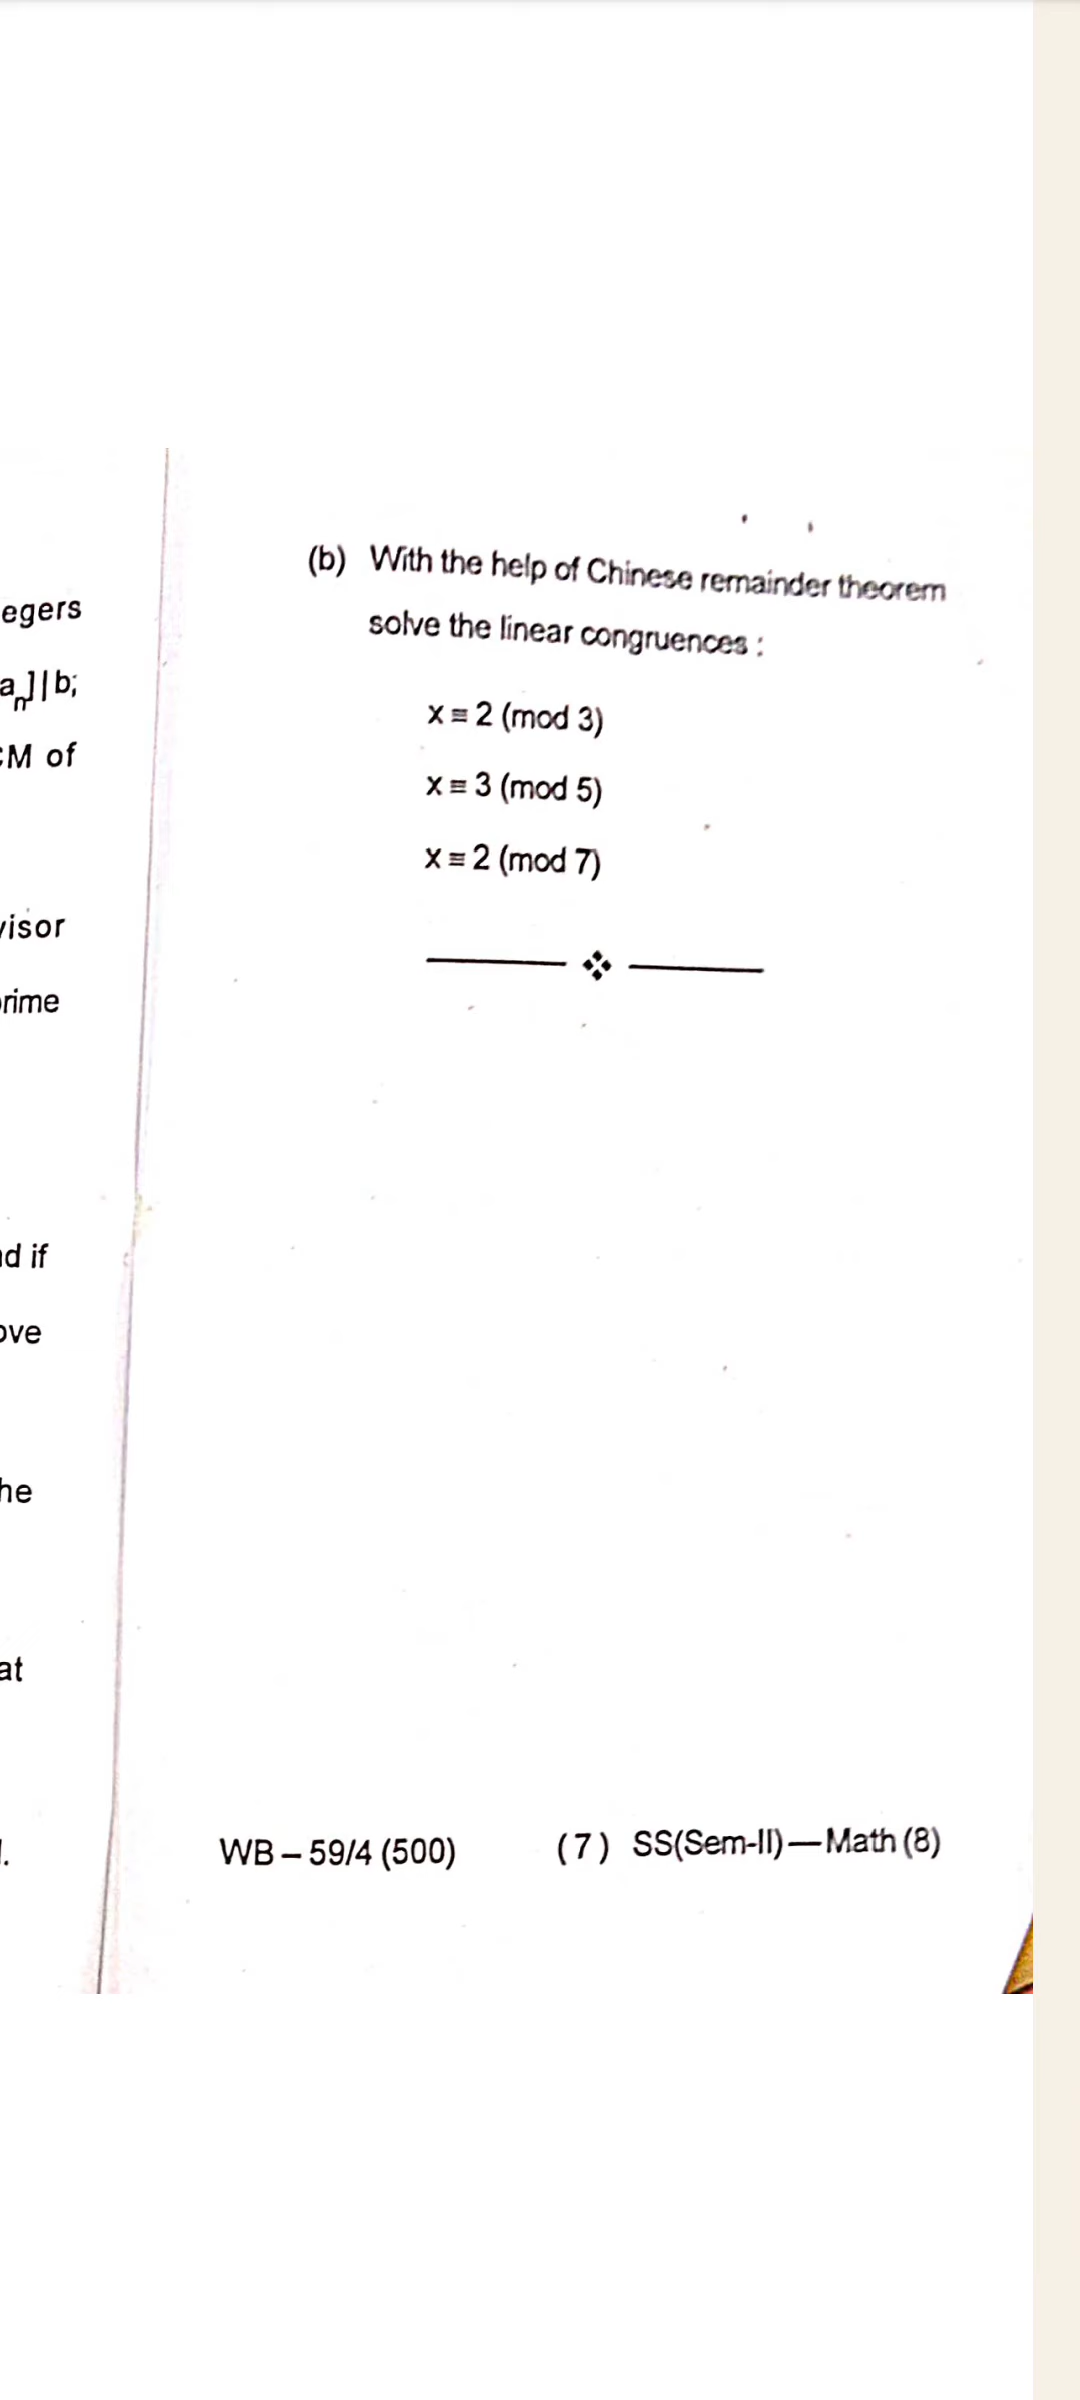 egers
a_n]|b;
M of
visor
rime
d if
ove
he
at
(b) With the help of Chinese remainder theorem
solve the linear congruences :
x ≡ 2 (mod 3)
x ≡ 3 (mod 5)
x ≡ 2 (mod 7)
WB – 59/4 (500) (7) SS(Sem-II)—Math (8)